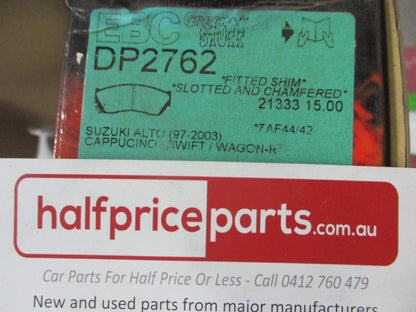 EBC GREEN STUFF
DP2762
*FITTED SHIM*
*SLOTTED AND CHAMFERED*
21333 15.00
*7AF44/42
SUZUKI ALTO (97-2003)
CAPPUCINO SWIFT / WAGON-R
halfpriceparts.com.au
Car Parts For Half Price Or Less - Call 0412 760 479
New and used parts from major manufacturers